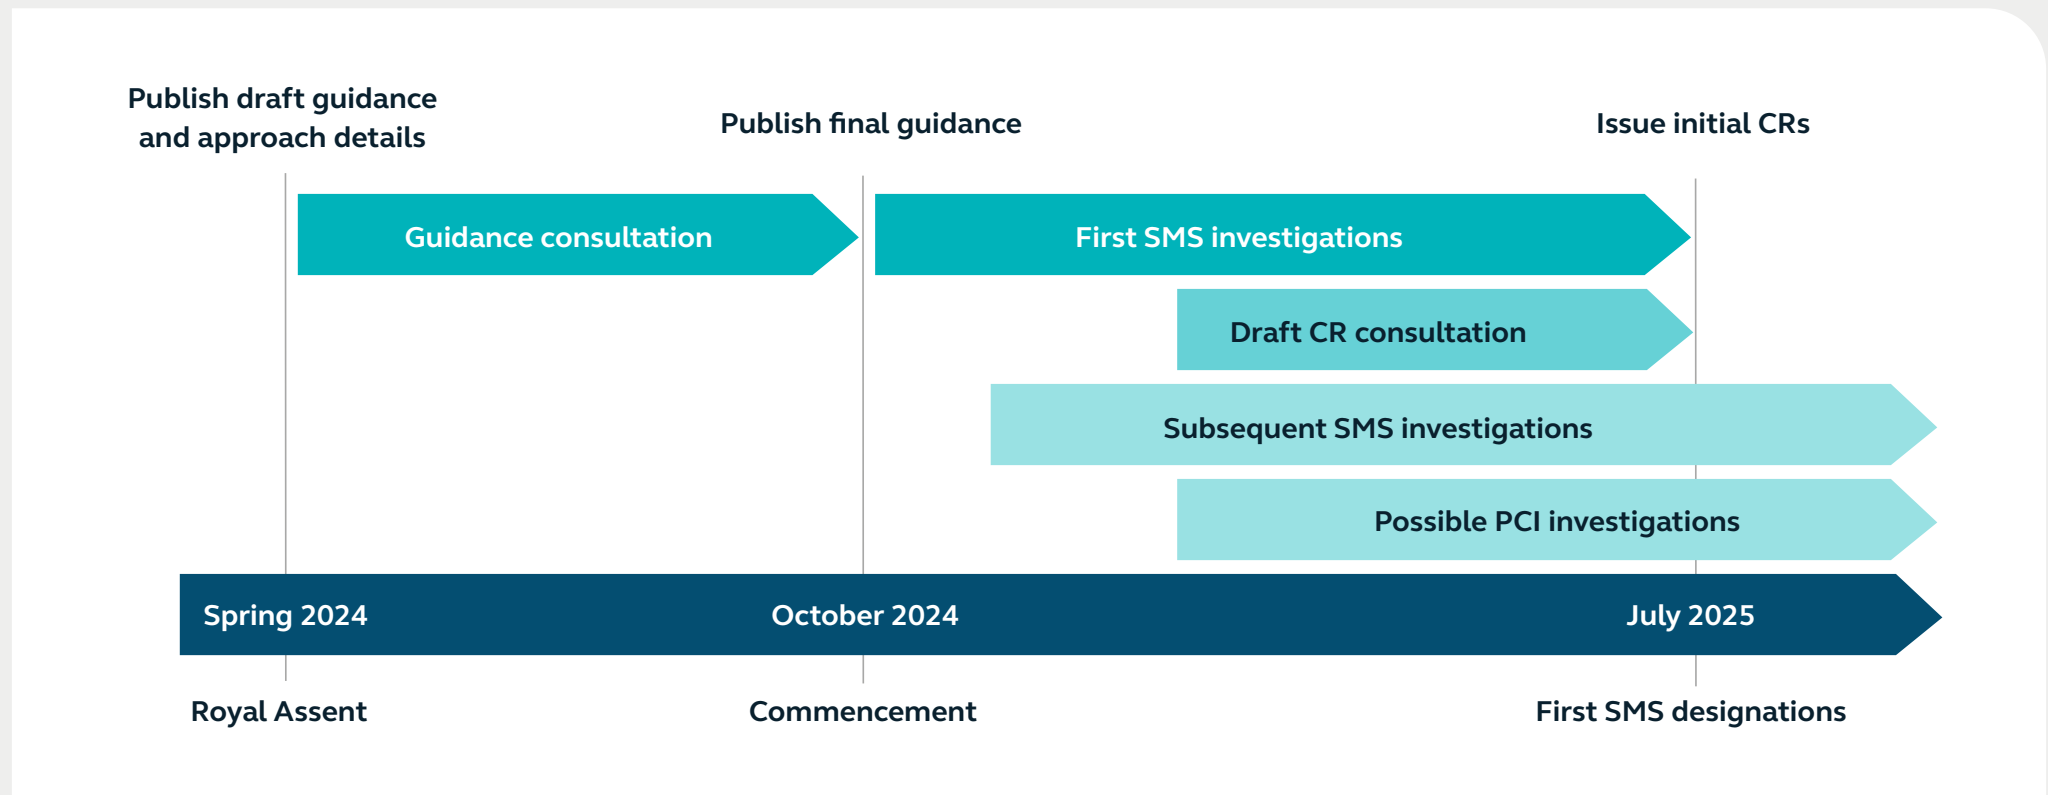 Publish draft guidance
and approach details
Publish final guidance
Issue initial CRs
Guidance consultation
First SMS investigations
Draft CR consultation
Subsequent SMS investigations
Possible PCI investigations
Spring 2024
October 2024
July 2025
Royal Assent
Commencement
First SMS designations